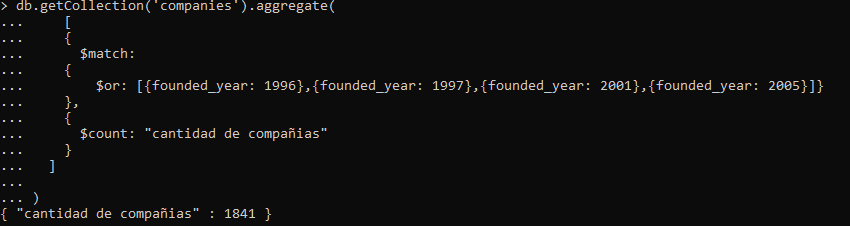 > db.getCollection('companies').aggregate(
...     [
...     {
...       $match:
...     {
...         $or: [{founded_year: 1996},{founded_year: 1997},{founded_year: 2001},{founded_year: 2005}]}
...     },
...     {
...       $count: "cantidad de compañias"
...     }
...   ]
...
... )
{ "cantidad de compañias" : 1841 }